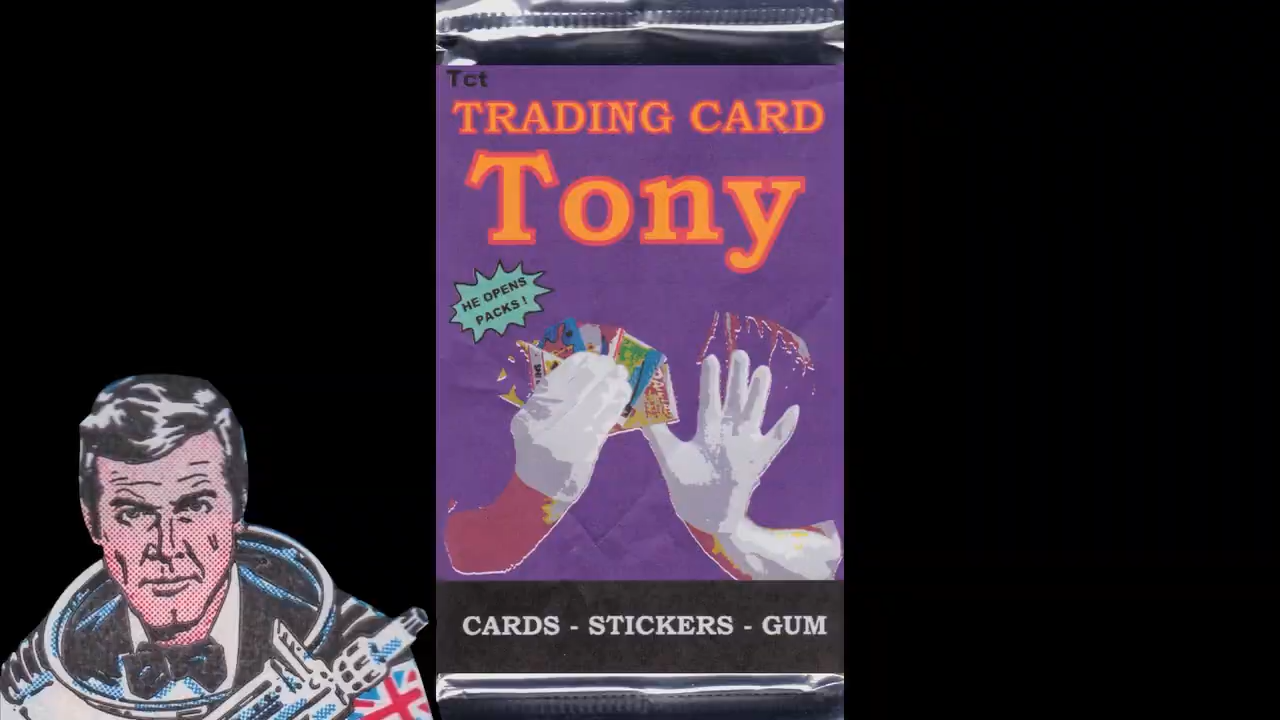 Tct
TRADING CARD
Tony
HE OPENS
PACKS !
CARDS - STICKERS - GUM